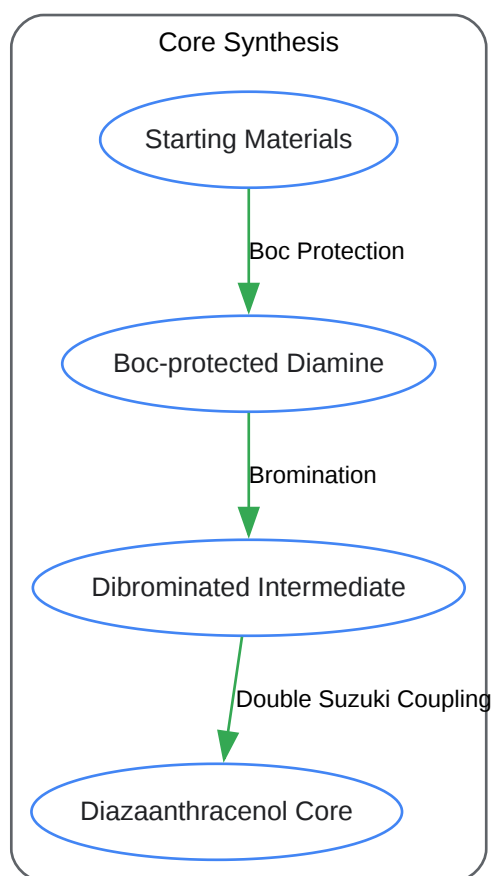 Core Synthesis
Starting Materials
Boc Protection
Boc-protected Diamine
Bromination
Dibrominated Intermediate
Double Suzuki Coupling
Diazaanthracenol Core